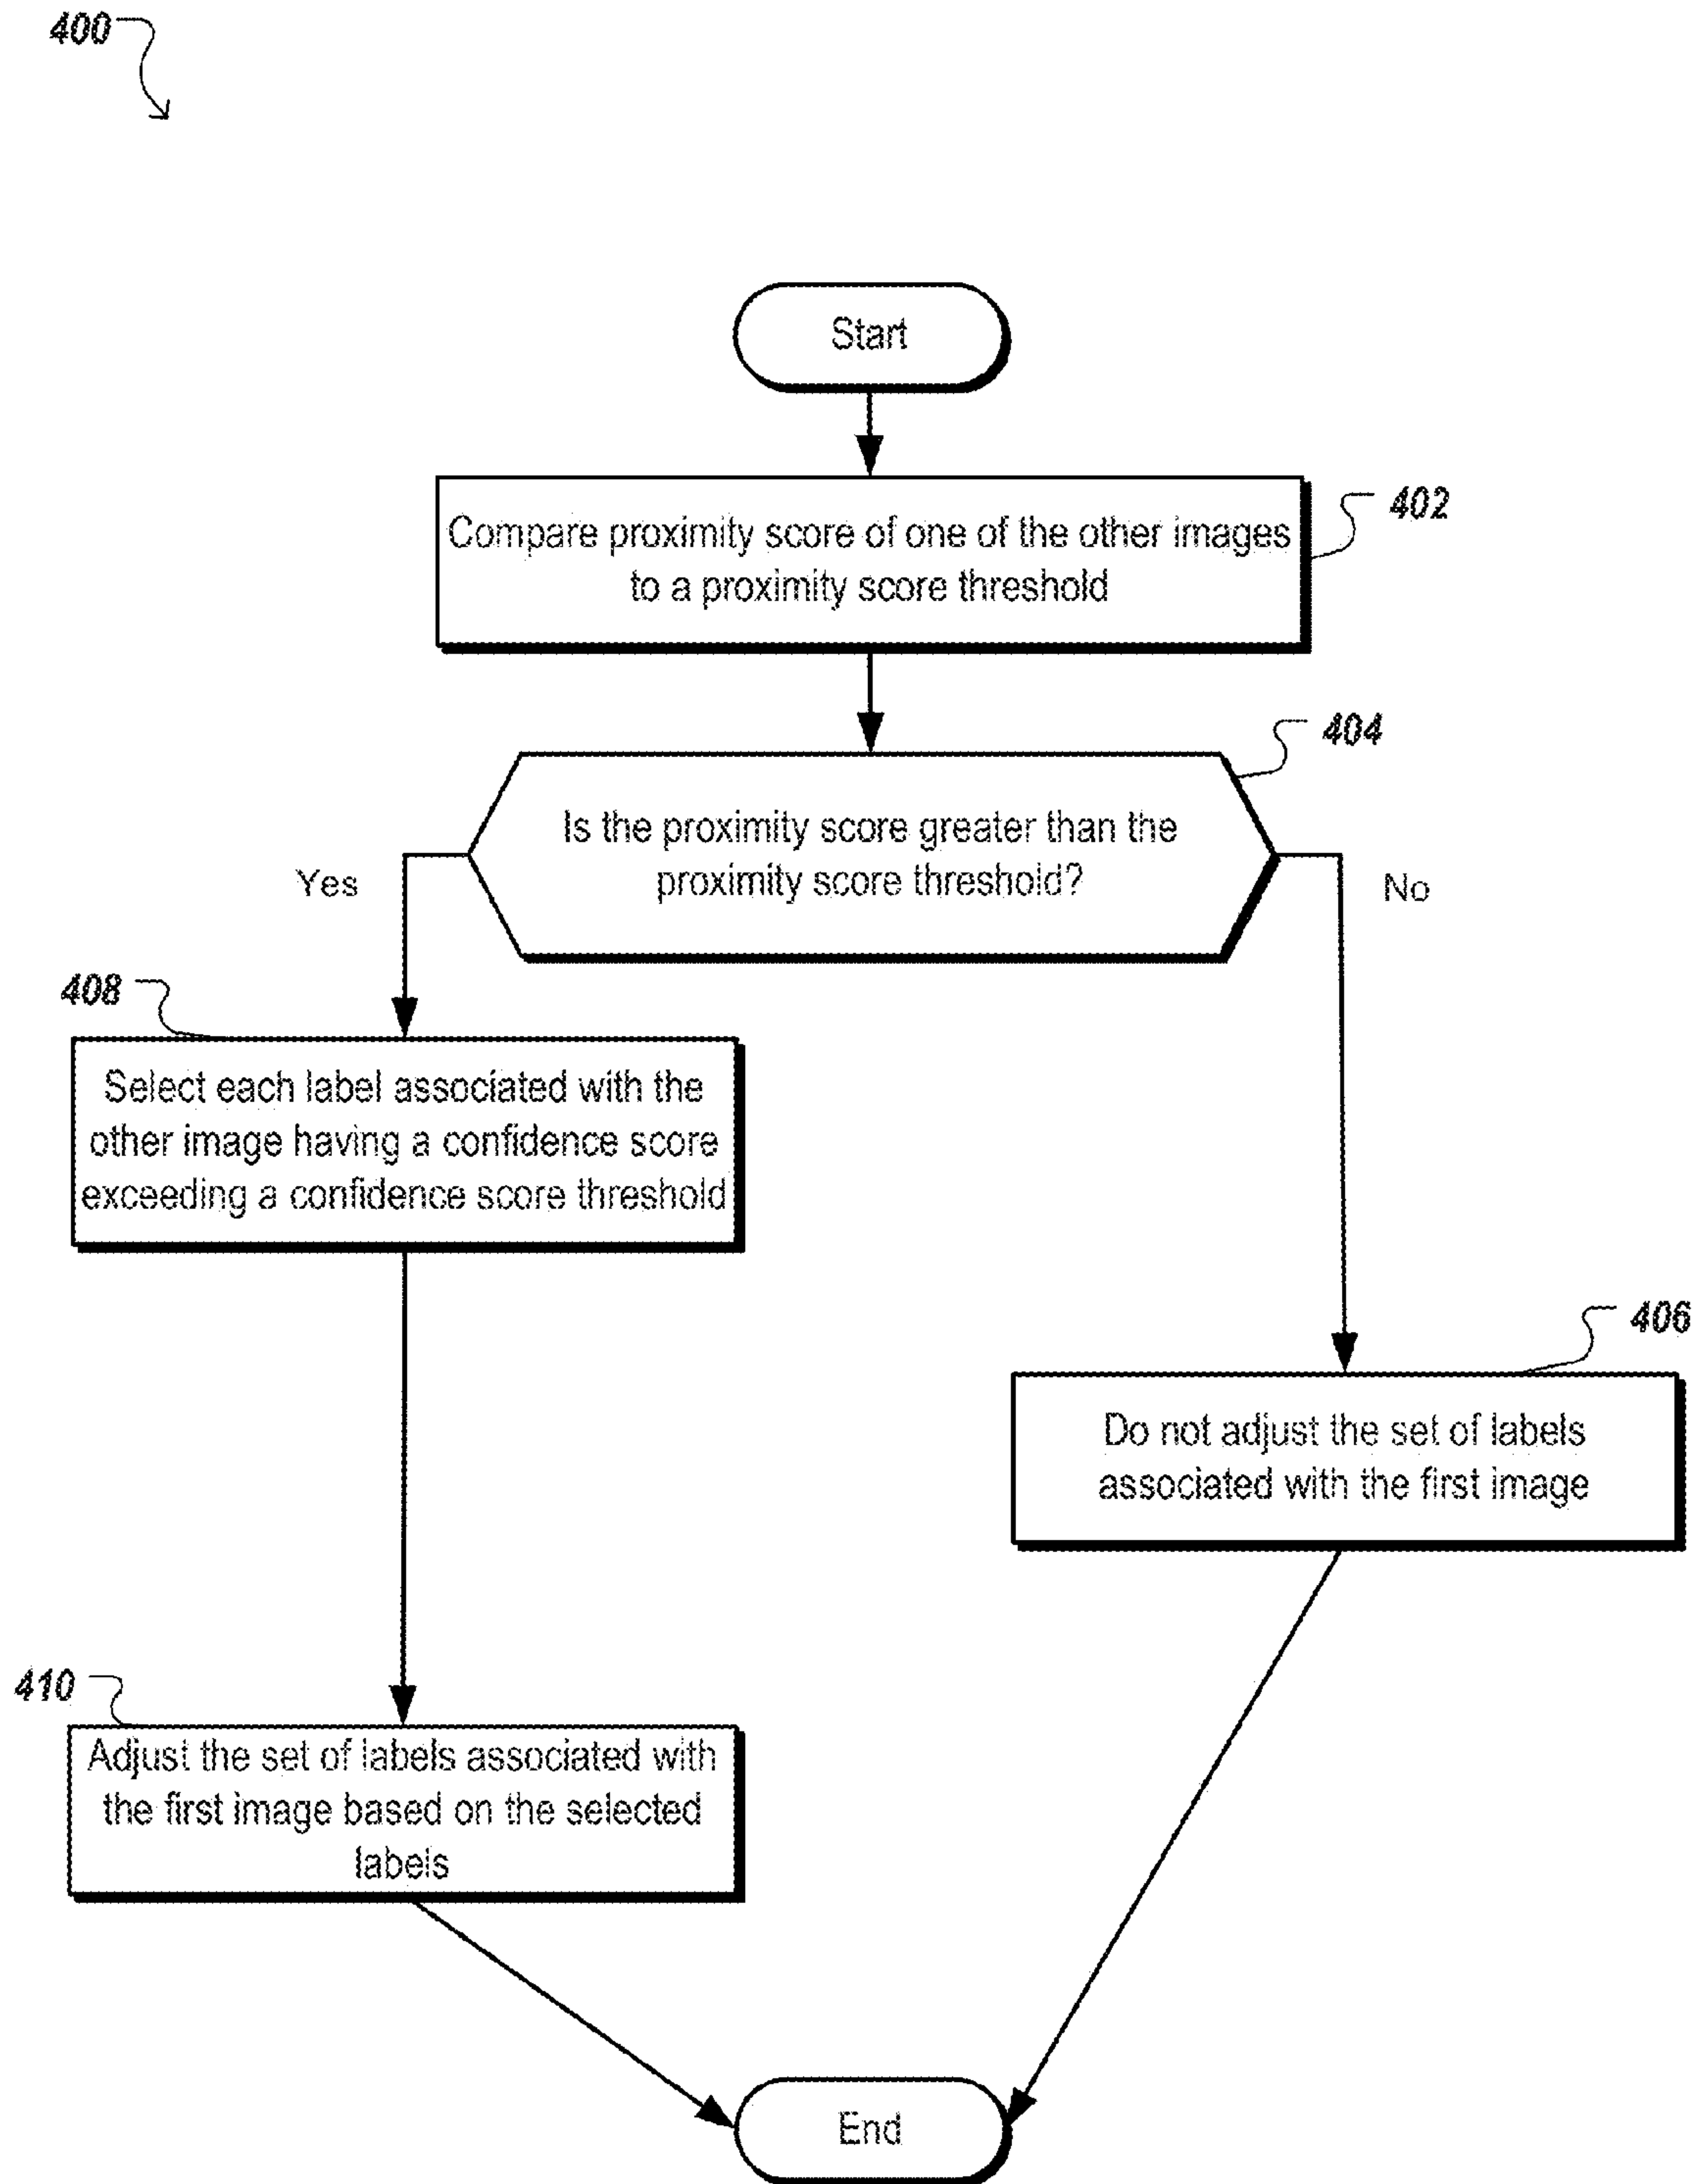 400
Start
Compare proximity score of one of the other images
to a proximity score threshold
402
404
Is the proximity score greater than the
proximity score threshold?
Yes
No
408
Select each label associated with the
other image having a confidence score
exceeding a confidence score threshold
406
Do not adjust the set of labels
associated with the first image
410
Adjust the set of labels associated with
the first image based on the selected
labels
End